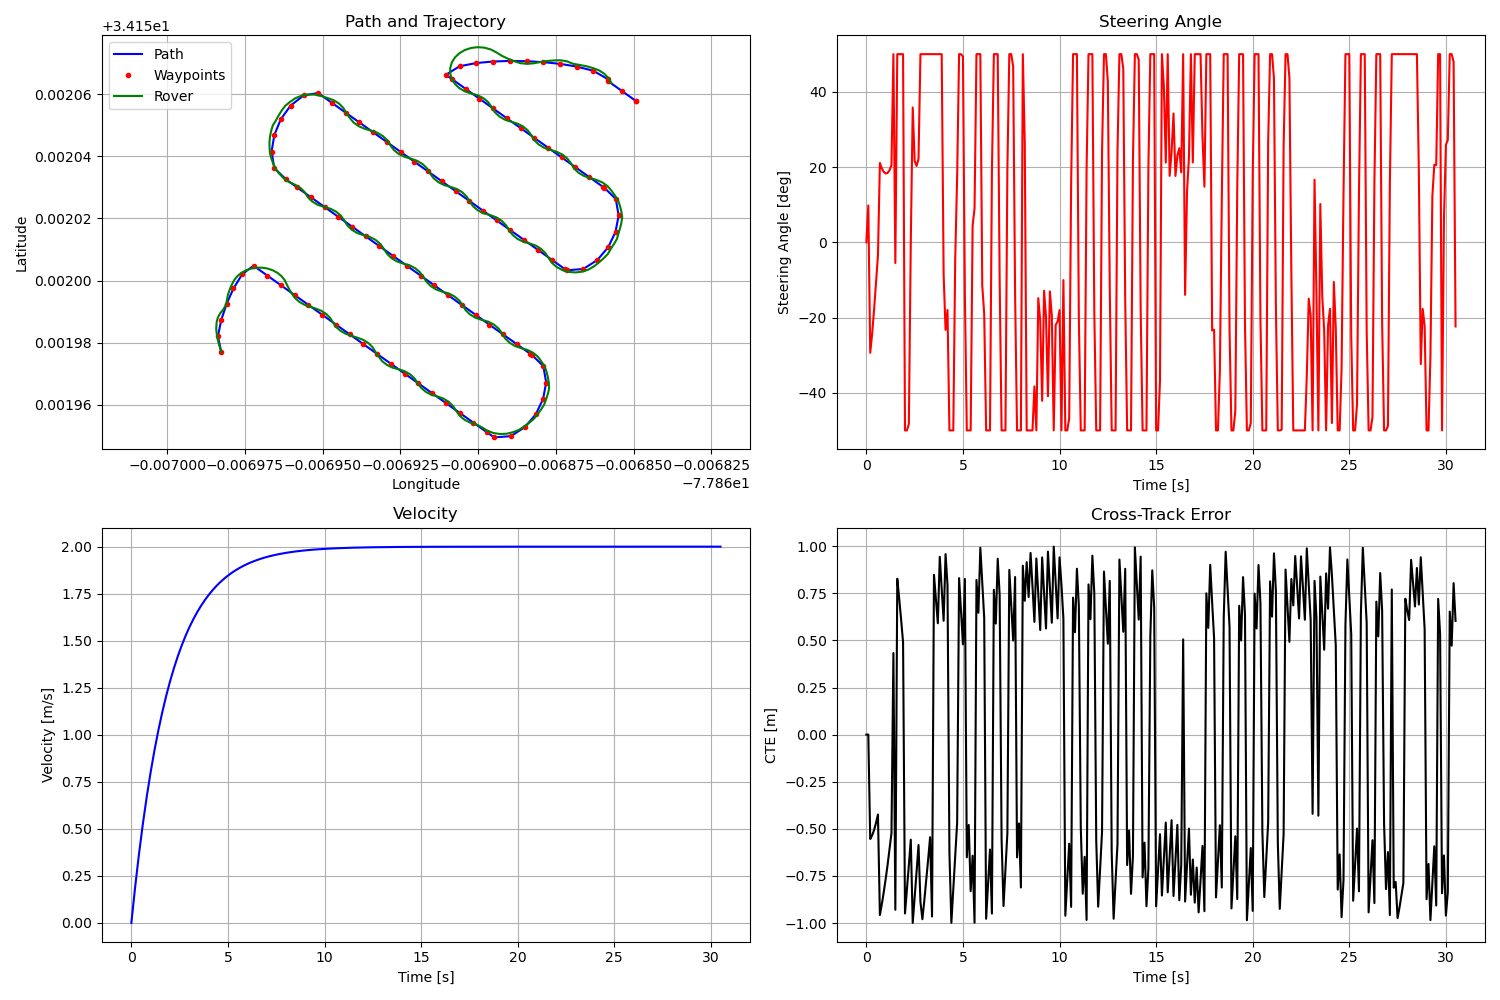 Path and Trajectory
+3.415e1
Path
Waypoints
Rover
0.00206
0.00204
0.00202
0.00200
0.00198
0.00196
Latitude
−0.007000 −0.006975 −0.006950 −0.006925 −0.006900 −0.006875 −0.006850 −0.006825
Longitude
−7.786e1
Steering Angle
40
20
0
−20
−40
Steering Angle [deg]
0 5 10 15 20 25 30
Time [s]
Velocity
2.00
1.75
1.50
1.25
1.00
0.75
0.50
0.25
0.00
Velocity [m/s]
0 5 10 15 20 25 30
Time [s]
Cross-Track Error
1.00
0.75
0.50
0.25
0.00
−0.25
−0.50
−0.75
−1.00
CTE [m]
0 5 10 15 20 25 30
Time [s]